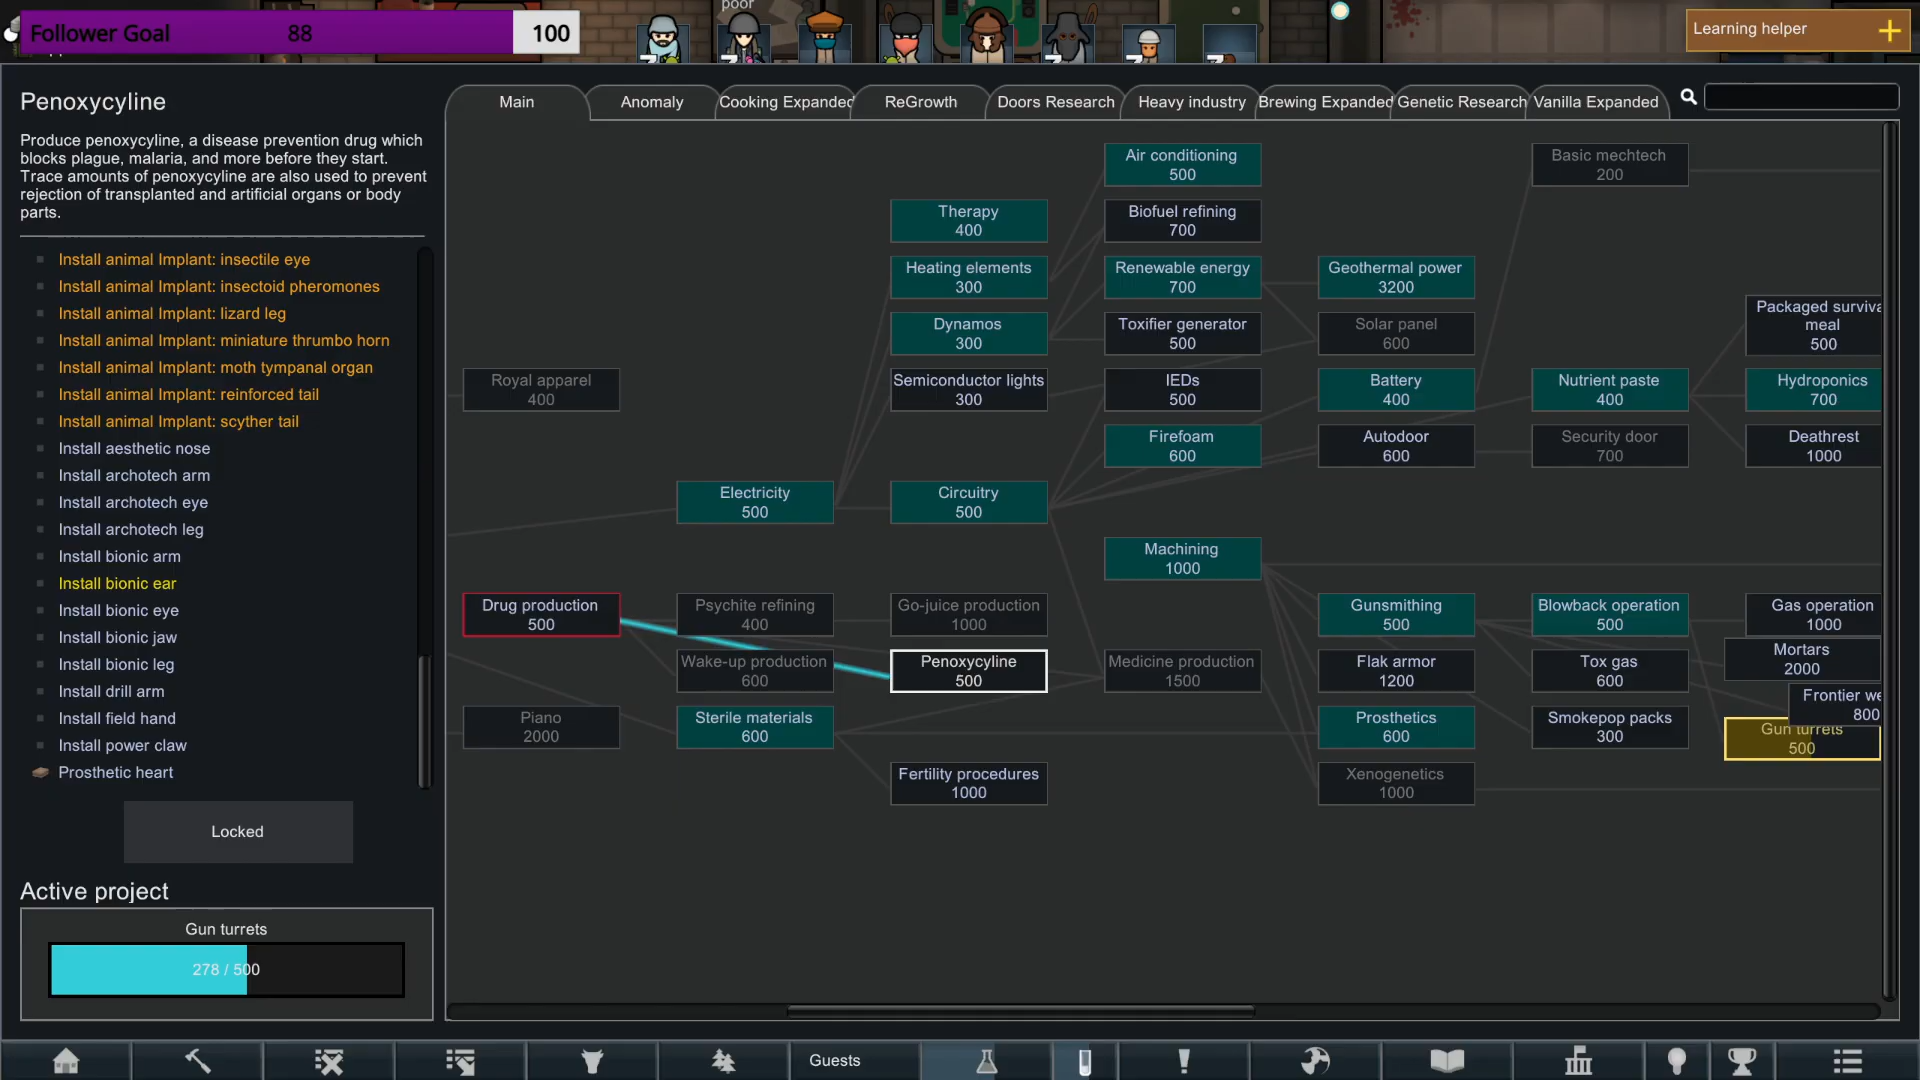 poor
Follower Goal 88 100
Learning helper
Penoxycyline
Produce penoxycyline, a disease prevention drug which
blocks plague, malaria, and more before they start.
Trace amounts of penoxycyline are also used to prevent
rejection of transplanted and artificial organs or body
parts.
Install animal Implant: insectile eye
Install animal Implant: insectoid pheromones
Install animal Implant: lizard leg
Install animal Implant: miniature thrumbo horn
Install animal Implant: moth tympanal organ
Install animal Implant: reinforced tail
Install animal Implant: scyther tail
Install aesthetic nose
Install archotech arm
Install archotech eye
Install archotech leg
Install bionic arm
Install bionic ear
Install bionic eye
Install bionic jaw
Install bionic leg
Install drill arm
Install field hand
Install power claw
Prosthetic heart
Locked
Active project
Gun turrets
278 / 500
Main
Anomaly
Cooking Expanded
ReGrowth
Doors Research
Heavy industry
Brewing Expanded
Genetic Research
Vanilla Expanded
Air conditioning
500
Basic mechtech
200
Therapy
400
Biofuel refining
700
Heating elements
300
Renewable energy
700
Geothermal power
3200
Dynamos
300
Toxifier generator
500
Solar panel
600
Packaged surviva
meal
500
Royal apparel
400
Semiconductor lights
300
IEDs
500
Battery
400
Nutrient paste
400
Hydroponics
700
Firefoam
600
Autodoor
600
Security door
700
Deathrest
1000
Electricity
500
Circuitry
500
Machining
1000
Drug production
500
Psychite refining
400
Go-juice production
1000
Gunsmithing
500
Blowback operation
500
Gas operation
1000
Wake-up production
600
Penoxycyline
500
Medicine production
1500
Flak armor
1200
Tox gas
600
Mortars
2000
Frontier we
800
Piano
2000
Sterile materials
600
Prosthetics
600
Smokepop packs
300
Gun turrets
500
Fertility procedures
1000
Xenogenetics
1000
Guests